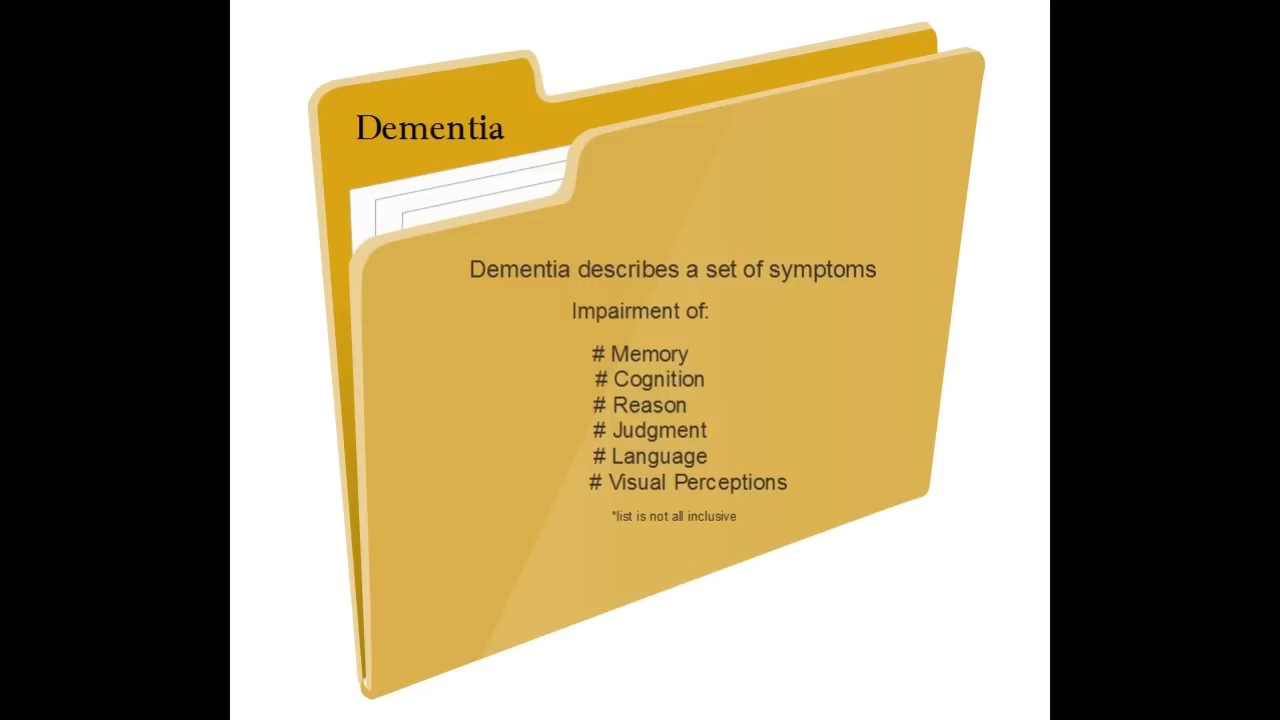 Dementia
Dementia describes a set of symptoms
Impairment of:
# Memory
# Cognition
# Reason
# Judgment
# Language
# Visual Perceptions
*list is not all inclusive